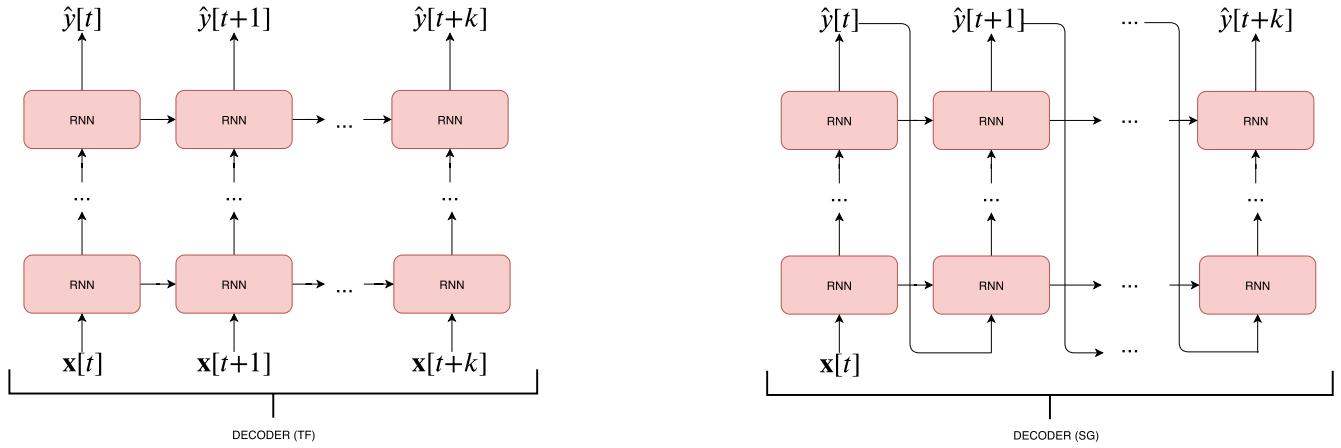 ŷ[t] ŷ[t+1] ŷ[t+k] ŷ[t] ŷ[t+1] ... ŷ[t+k]
RNN RNN ... RNN RNN RNN ... RNN
... ... ... ... ... ...
RNN RNN ... RNN RNN RNN ... RNN
...
x[t] x[t+1] x[t+k] x[t]
DECODER (TF) DECODER (SG)